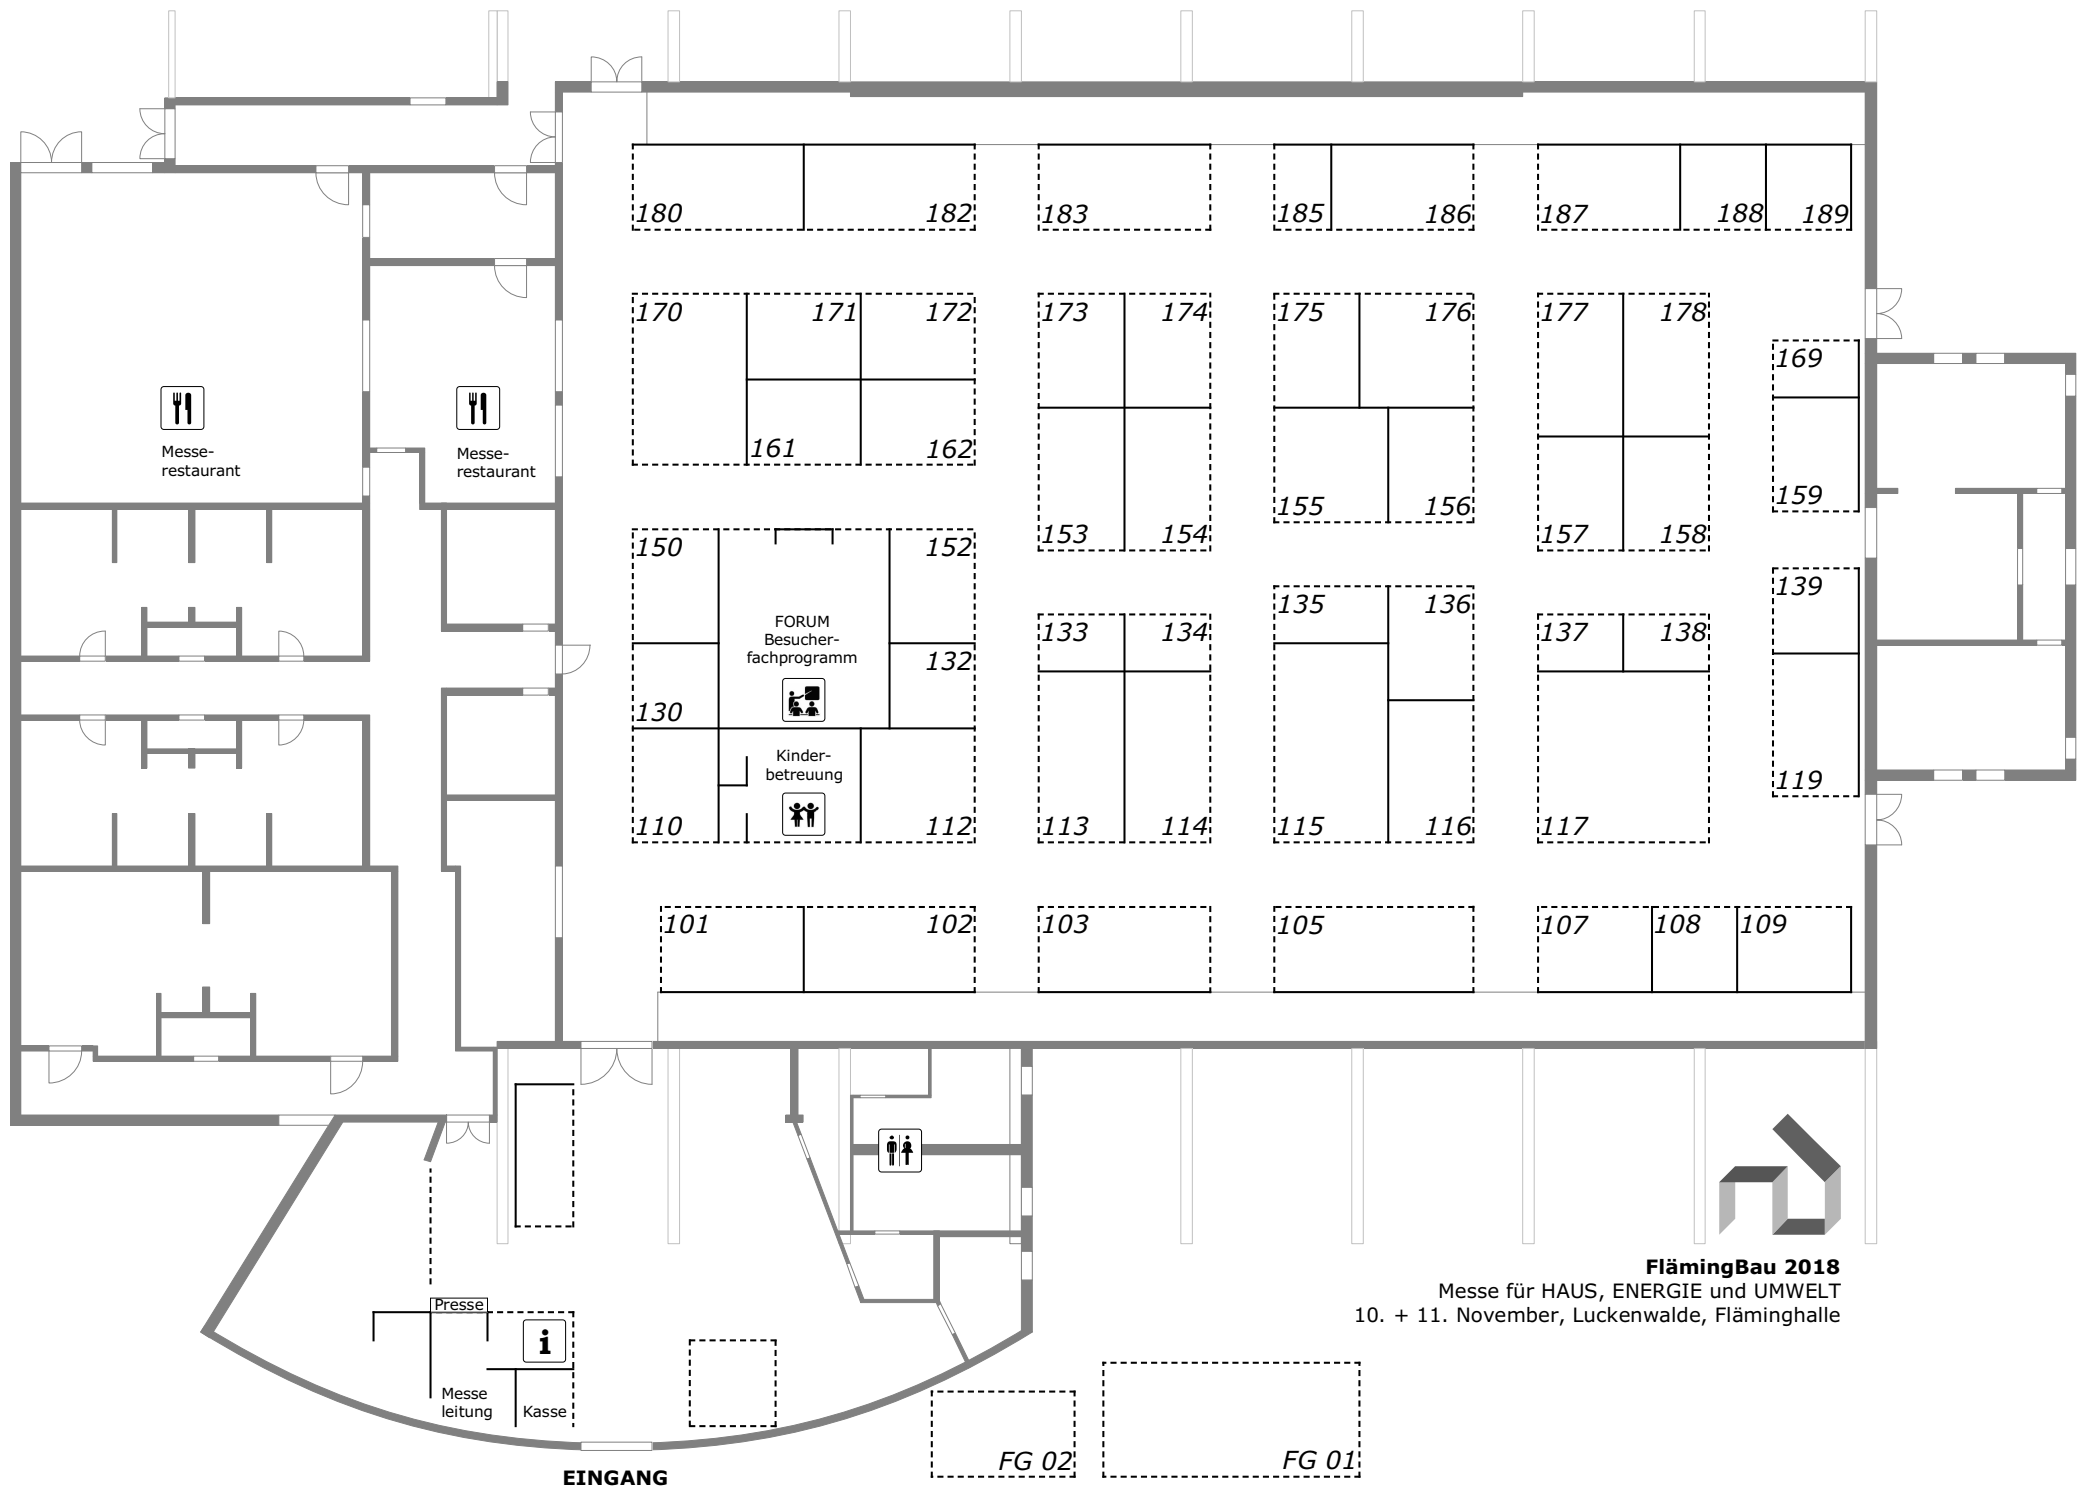 180
182
183
185
186
187
188
189
170
171
172
173
174
175
176
177
178
169
161
162
155
156
153
154
157
158
159
Messe-
restaurant
Messe-
restaurant
150
152
FORUM
Besucher-
fachprogramm
130
132
133
134
135
136
137
138
139
119
Kinder-
betreuung
110
112
113
114
115
116
117
101
102
103
105
107
108
109
Presse
Messe
leitung
Kasse
EINGANG
FG 02
FG 01
FlämingBau 2018
Messe für HAUS, ENERGIE und UMWELT
10. + 11. November, Luckenwalde, Fläminghalle